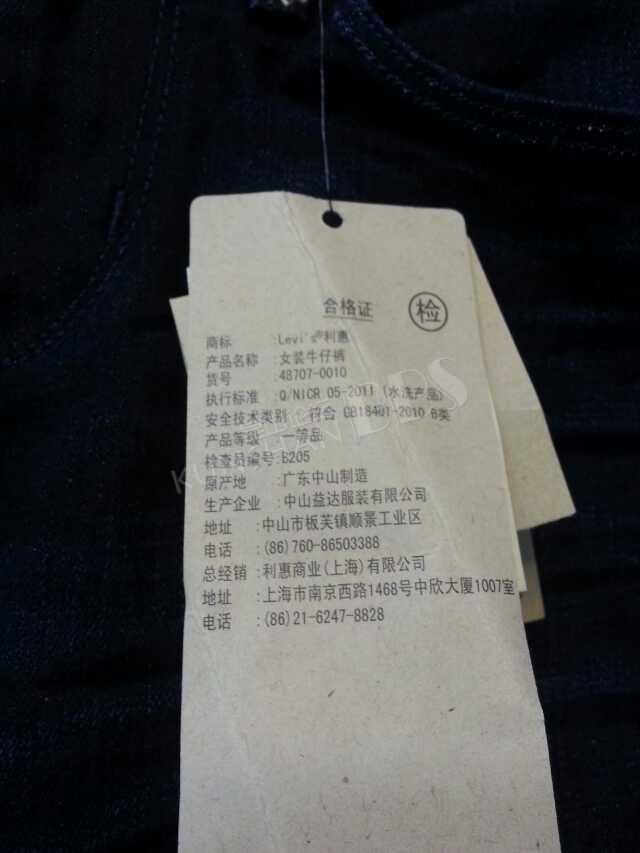 合格证 检
商标 :Levi's®利惠
产品名称 :女装牛仔裤
货号 :48707-0010
执行标准 :Q/NICR 05-2011 (水洗产品)
安全技术类别: 符合 GB18401-2010 B类
产品等级 :一等品
检查员编号:B205
原产地 :广东中山制造
生产企业 :中山益达服装有限公司
地址 :中山市板芙镇顺景工业区
电话 :(86)760-86503388
总经销 :利惠商业(上海)有限公司
地址 :上海市南京西路1468号中欣大厦1007室
电话 :(86)21-6247-8828